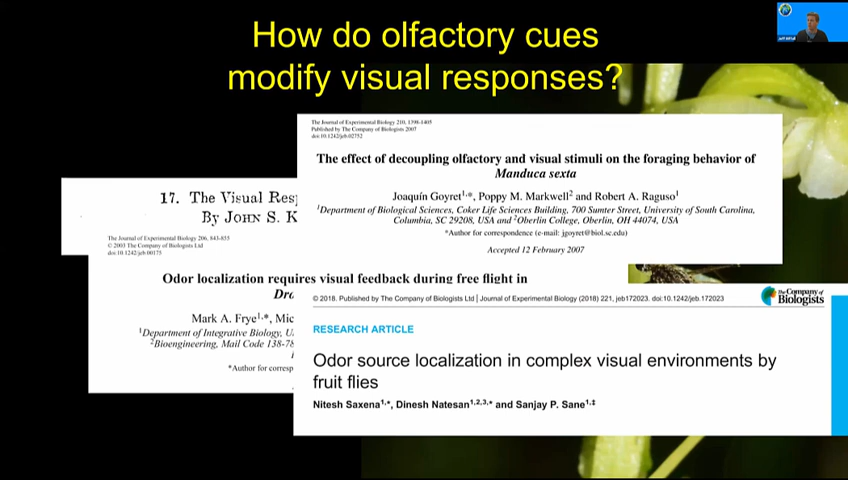 How do olfactory cues
modify visual responses?
The Journal of Experimental Biology 210, 1398-1405
Published by The Company of Biologists 2007
doi:10.1242/jeb.02752
The effect of decoupling olfactory and visual stimuli on the foraging behavior of
Manduca sexta
Joaquín Goyret1,*, Poppy M. Markwell2 and Robert A. Raguso1
1Department of Biological Sciences, Coker Life Sciences Building, 700 Sumter Street, University of South Carolina,
Columbia, SC 29208, USA and 2Oberlin College, Oberlin, OH 44074, USA
*Author for correspondence (e-mail: jgoyret@biol.sc.edu)
Accepted 12 February 2007
17. The Visual Resp
By JOHN S. K
The Journal of Experimental Biology 206, 843-855
© 2003 The Company of Biologists Ltd
doi:10.1242/jeb.00175
Odor localization requires visual feedback during free flight in
Dro
Mark A. Frye1,*, Mic
1Department of Integrative Biology, U
2Bioengineering, Mail Code 138-78
*Author for corresp
© 2018. Published by The Company of Biologists Ltd | Journal of Experimental Biology (2018) 221, jeb172023. doi:10.1242/jeb.172023
The Company of
Biologists
RESEARCH ARTICLE
Odor source localization in complex visual environments by
fruit flies
Nitesh Saxena1,*, Dinesh Natesan1,2,3,* and Sanjay P. Sane1,‡